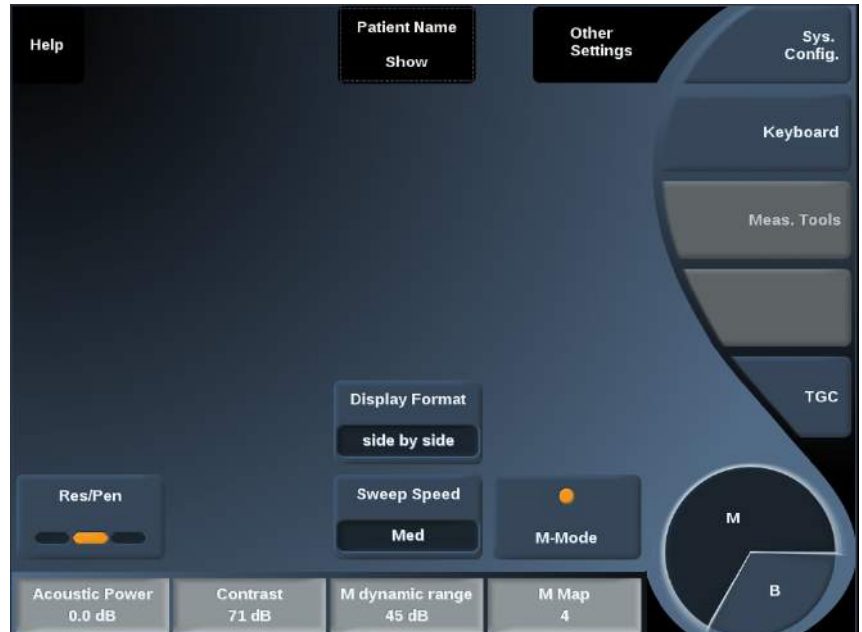 Help
Patient Name
Show
Other
Settings
Sys.
Config.
Keyboard
Meas. Tools
TGC
Display Format
side by side
Res/Pen
Sweep Speed
Med
M-Mode
M
B
Acoustic Power
0.0 dB
Contrast
71 dB
M dynamic range
45 dB
M Map
4